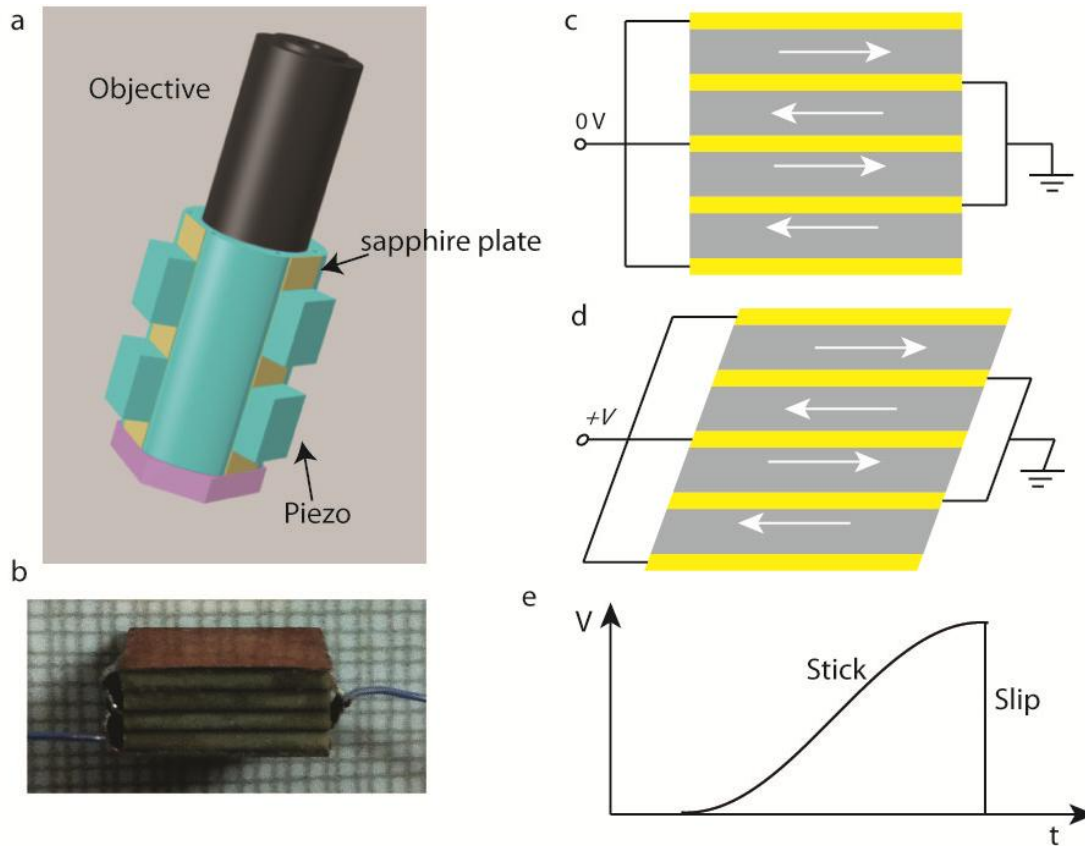 a
Objective
sapphire plate
Piezo
b
c
0 V
d
+V
e
V
Stick
Slip
t